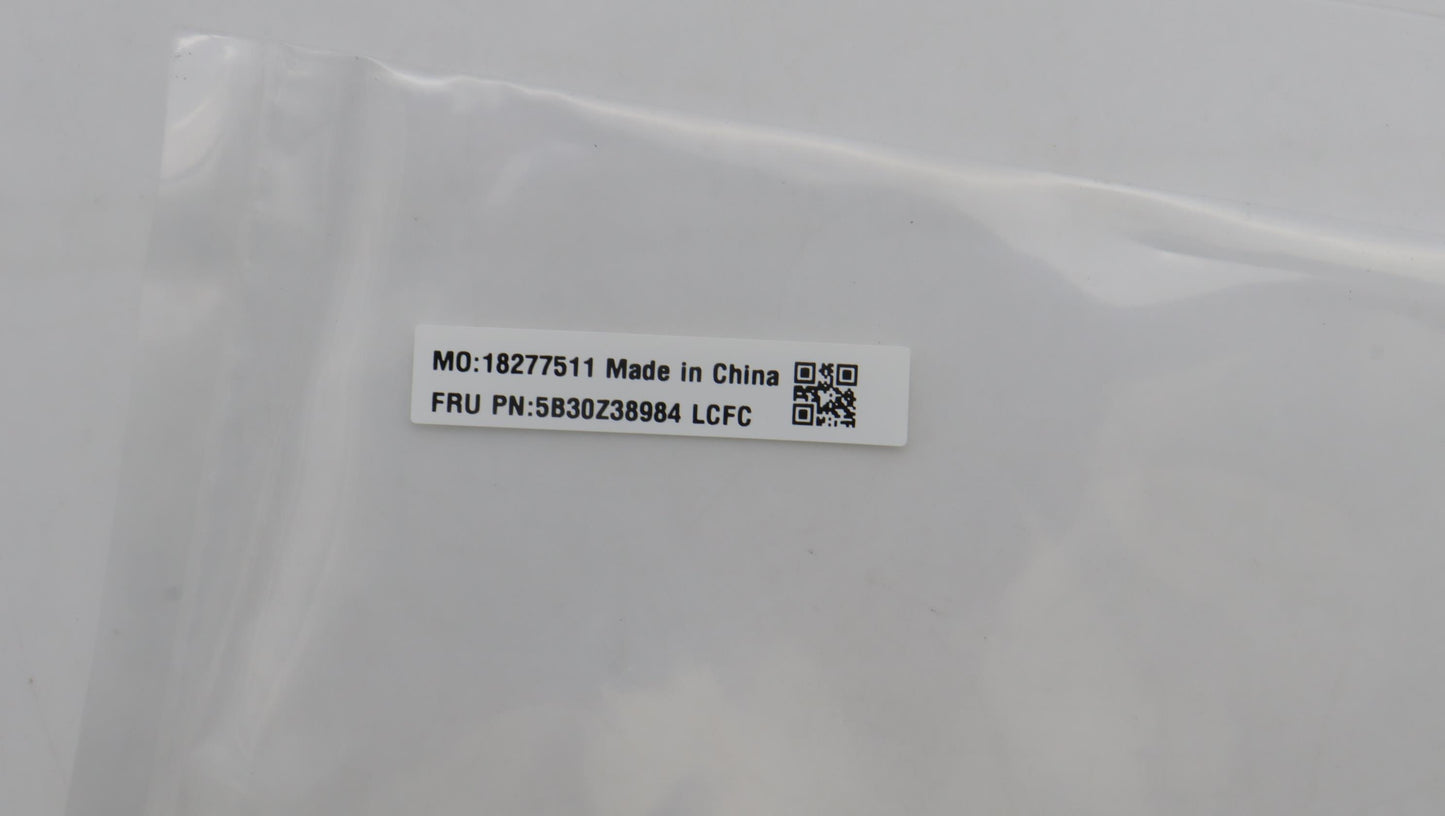 MO:18277511 Made in China
FRU PN:5B30Z38984 LCFC